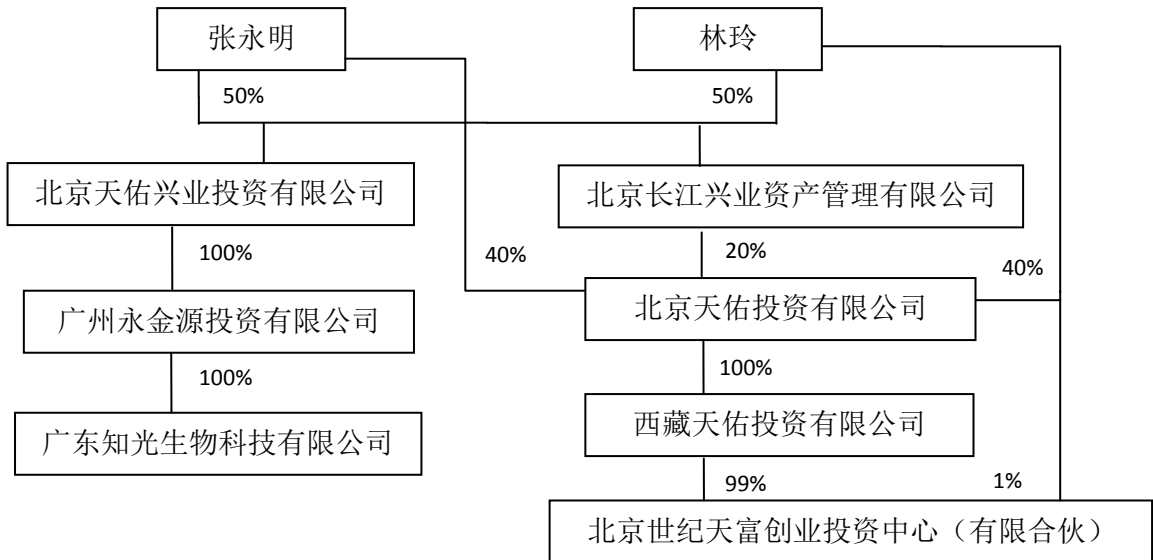 张永明
林玲
50%
50%
北京天佑兴业投资有限公司
北京长江兴业资产管理有限公司
100%
40%
20%
40%
广州永金源投资有限公司
北京天佑投资有限公司
100%
100%
广东知光生物科技有限公司
西藏天佑投资有限公司
99%
1%
北京世纪天富创业投资中心（有限合伙）